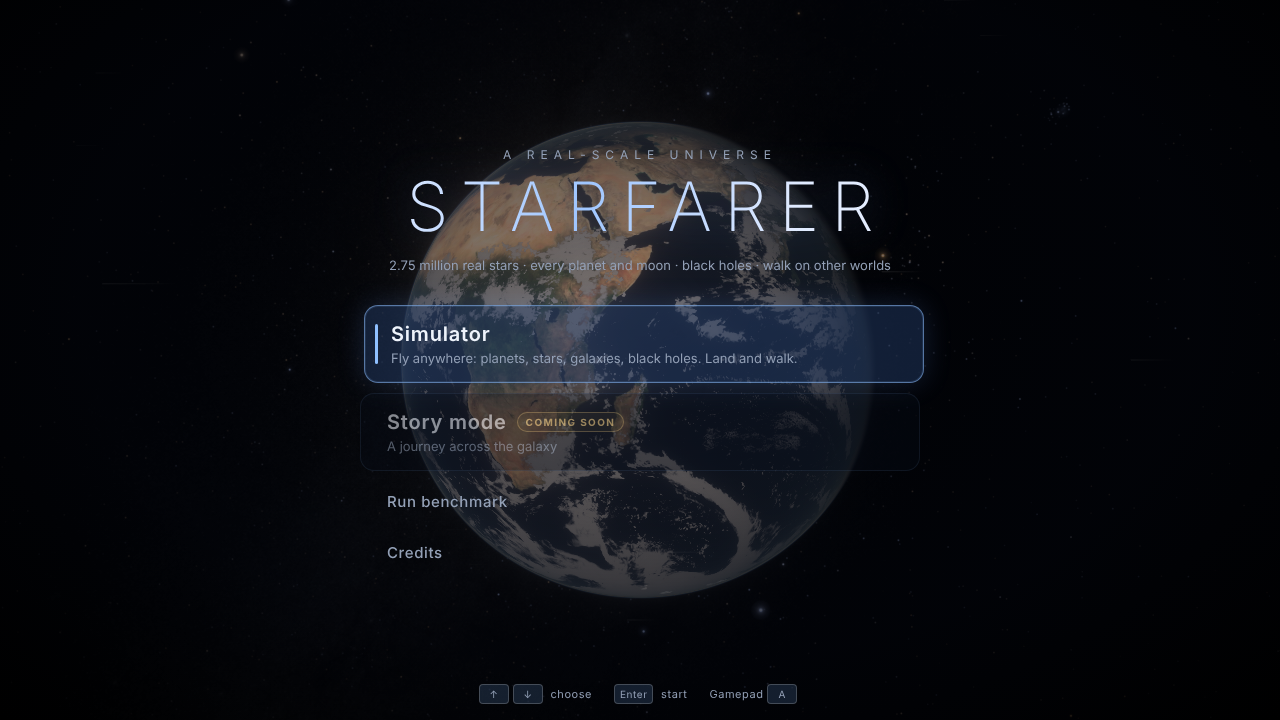 A REAL-SCALE UNIVERSE
STARFARER
2.75 million real stars · every planet and moon · black holes · walk on other worlds
Simulator
Fly anywhere: planets, stars, galaxies, black holes. Land and walk.
Story mode COMING SOON
A journey across the galaxy
Run benchmark
Credits
↑ ↓ choose Enter start Gamepad A